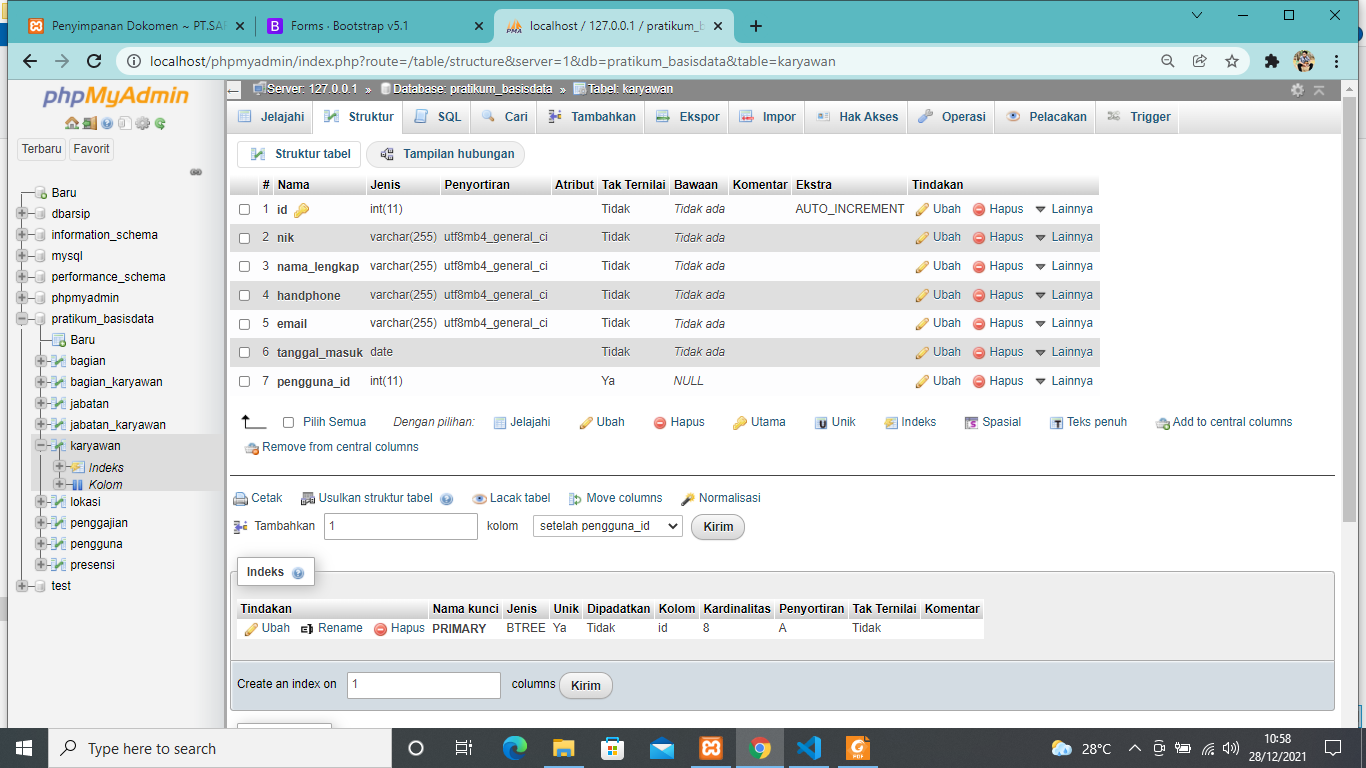 Penyimpanan Dokomen ~ PT.SAF
Forms · Bootstrap v5.1
localhost / 127.0.0.1 / pratikum_b
localhost/phpmyadmin/index.php?route=/table/structure&server=1&db=pratikum_basisdata&table=karyawan
phpMyAdmin
Terbaru Favorit
Baru
dbarsip
information_schema
mysql
performance_schema
phpmyadmin
pratikum_basisdata
Baru
bagian
bagian_karyawan
jabatan
jabatan_karyawan
karyawan
Indeks
Kolom
lokasi
penggajian
pengguna
presensi
test
Server: 127.0.0.1 » Database: pratikum_basisdata » Tabel: karyawan
Jelajahi Struktur SQL Cari Tambahkan Ekspor Impor Hak Akses Operasi Pelacakan Trigger
Struktur tabel Tampilan hubungan
# Nama Jenis Penyortiran Atribut Tak Ternilai Bawaan Komentar Ekstra Tindakan
1 id int(11) Tidak Tidak ada AUTO_INCREMENT Ubah Hapus Lainnya
2 nik varchar(255) utf8mb4_general_ci Tidak Tidak ada Ubah Hapus Lainnya
3 nama_lengkap varchar(255) utf8mb4_general_ci Tidak Tidak ada Ubah Hapus Lainnya
4 handphone varchar(255) utf8mb4_general_ci Tidak Tidak ada Ubah Hapus Lainnya
5 email varchar(255) utf8mb4_general_ci Tidak Tidak ada Ubah Hapus Lainnya
6 tanggal_masuk date Tidak Tidak ada Ubah Hapus Lainnya
7 pengguna_id int(11) Ya NULL Ubah Hapus Lainnya
Pilih Semua Dengan pilihan: Jelajahi Ubah Hapus Utama Unik Indeks Spasial Teks penuh Add to central columns
Remove from central columns
Cetak Usulkan struktur tabel Lacak tabel Move columns Normalisasi
Tambahkan 1 kolom setelah pengguna_id Kirim
Indeks
Tindakan Nama kunci Jenis Unik Dipadatkan Kolom Kardinalitas Penyortiran Tak Ternilai Komentar
Ubah Rename Hapus PRIMARY BTREE Ya Tidak id 8 A Tidak
Create an index on 1 columns Kirim
Type here to search
28°C
10:58
28/12/2021